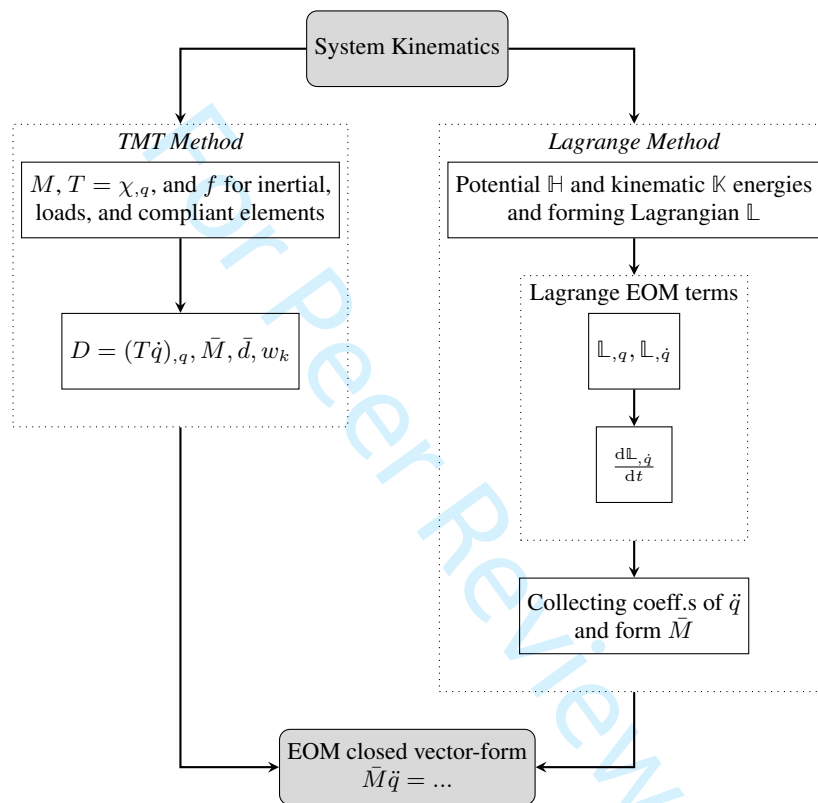 System Kinematics
TMT Method
M, T = χ,q, and f for inertial,
loads, and compliant elements
D = (Tq̇),q, M̄, d̄, wk
Lagrange Method
Potential ℍ and kinematic 𝕂 energies
and forming Lagrangian 𝕃
Lagrange EOM terms
𝕃,q, 𝕃,q̇
d𝕃,q̇
dt
Collecting coeff.s of q̈
and form M̄
EOM closed vector-form
M̄q̈ = ...
For Peer Review